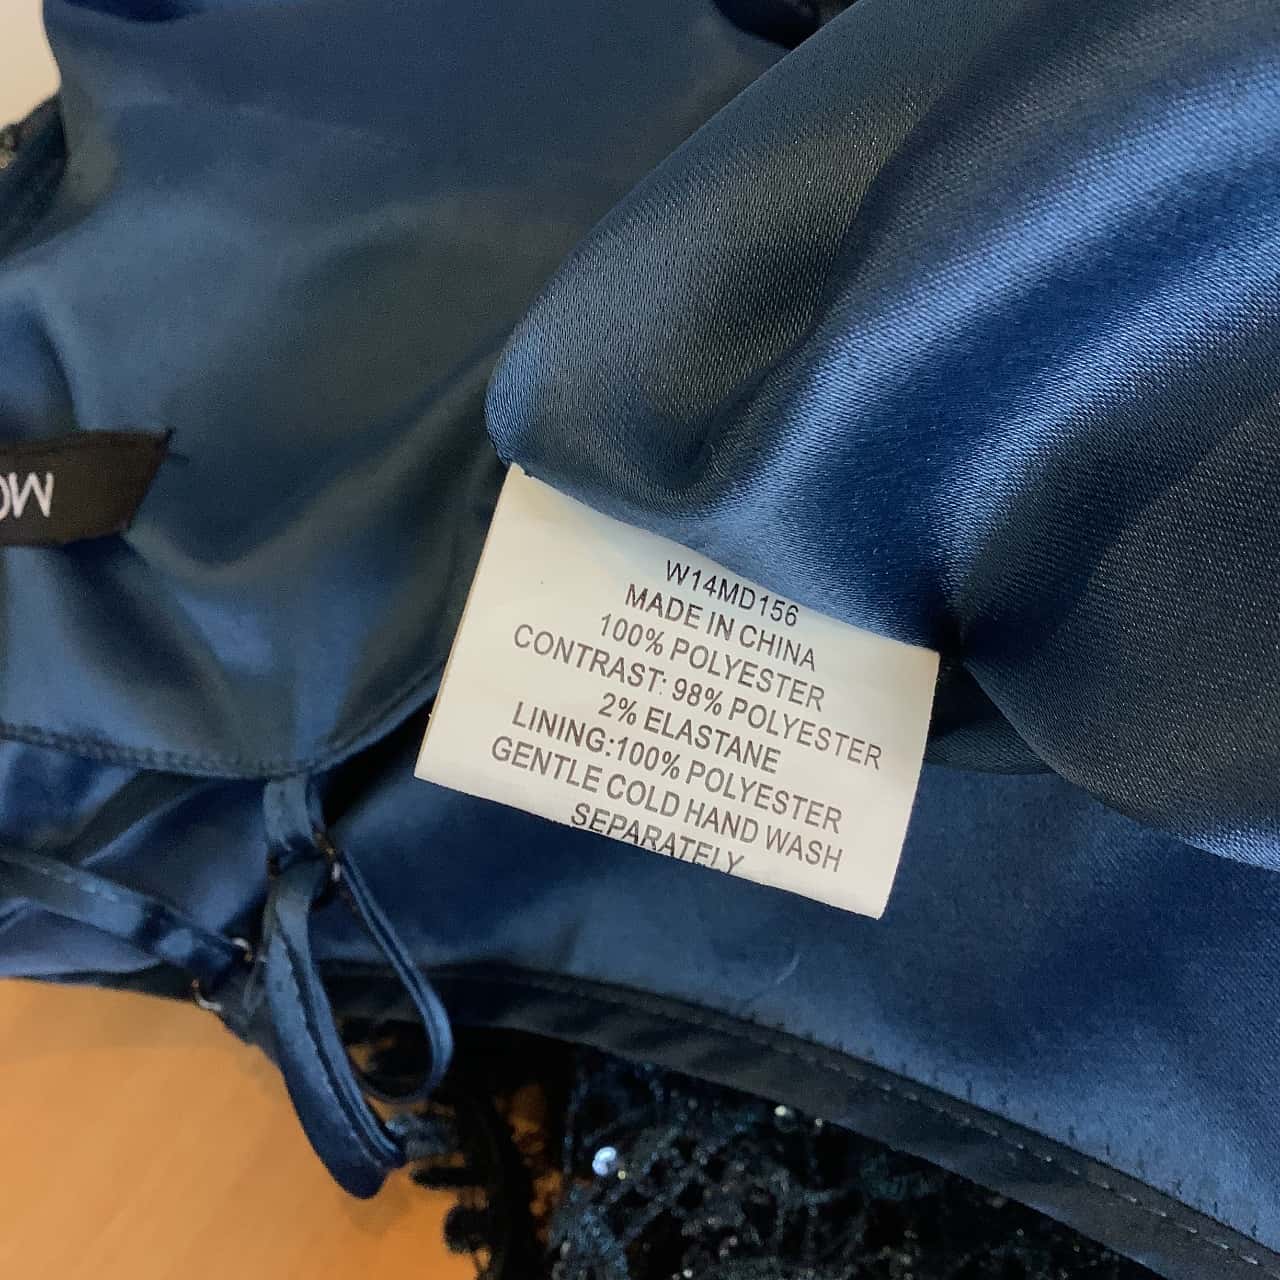 W14MD156
MADE IN CHINA
100% POLYESTER
CONTRAST: 98% POLYESTER
2% ELASTANE
LINING:100% POLYESTER
GENTLE COLD HAND WASH
SEPARATELY